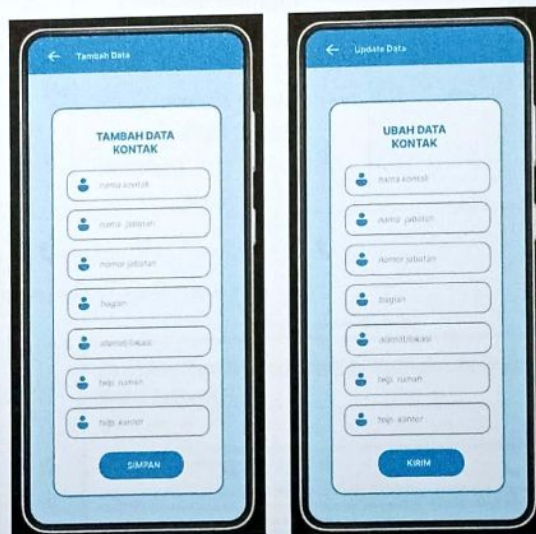 Tambah Data
TAMBAH DATA
KONTAK
nama kontak
nama jabatan
nomor jabatan
bagian
alamat/lokasi
telp. rumah
telp. kantor
SIMPAN
Update Data
UBAH DATA
KONTAK
nama kontak
nama jabatan
nomor jabatan
bagian
alamat/lokasi
telp. rumah
telp. kantor
KIRIM